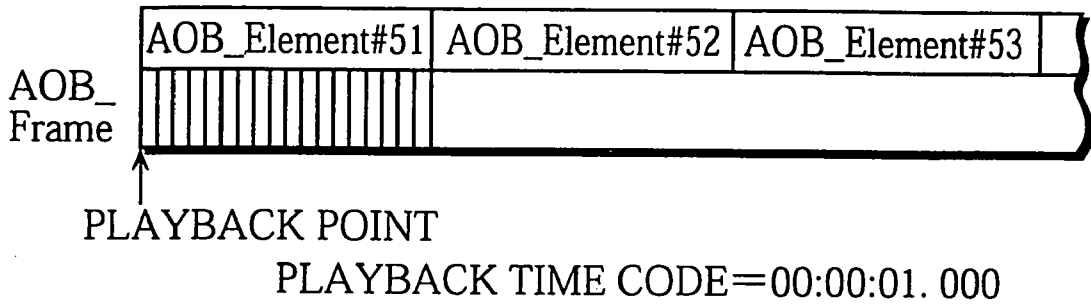 AOB_Element#51 AOB_Element#52 AOB_Element#53
AOB_
Frame
PLAYBACK POINT
PLAYBACK TIME CODE=00:00:01. 000